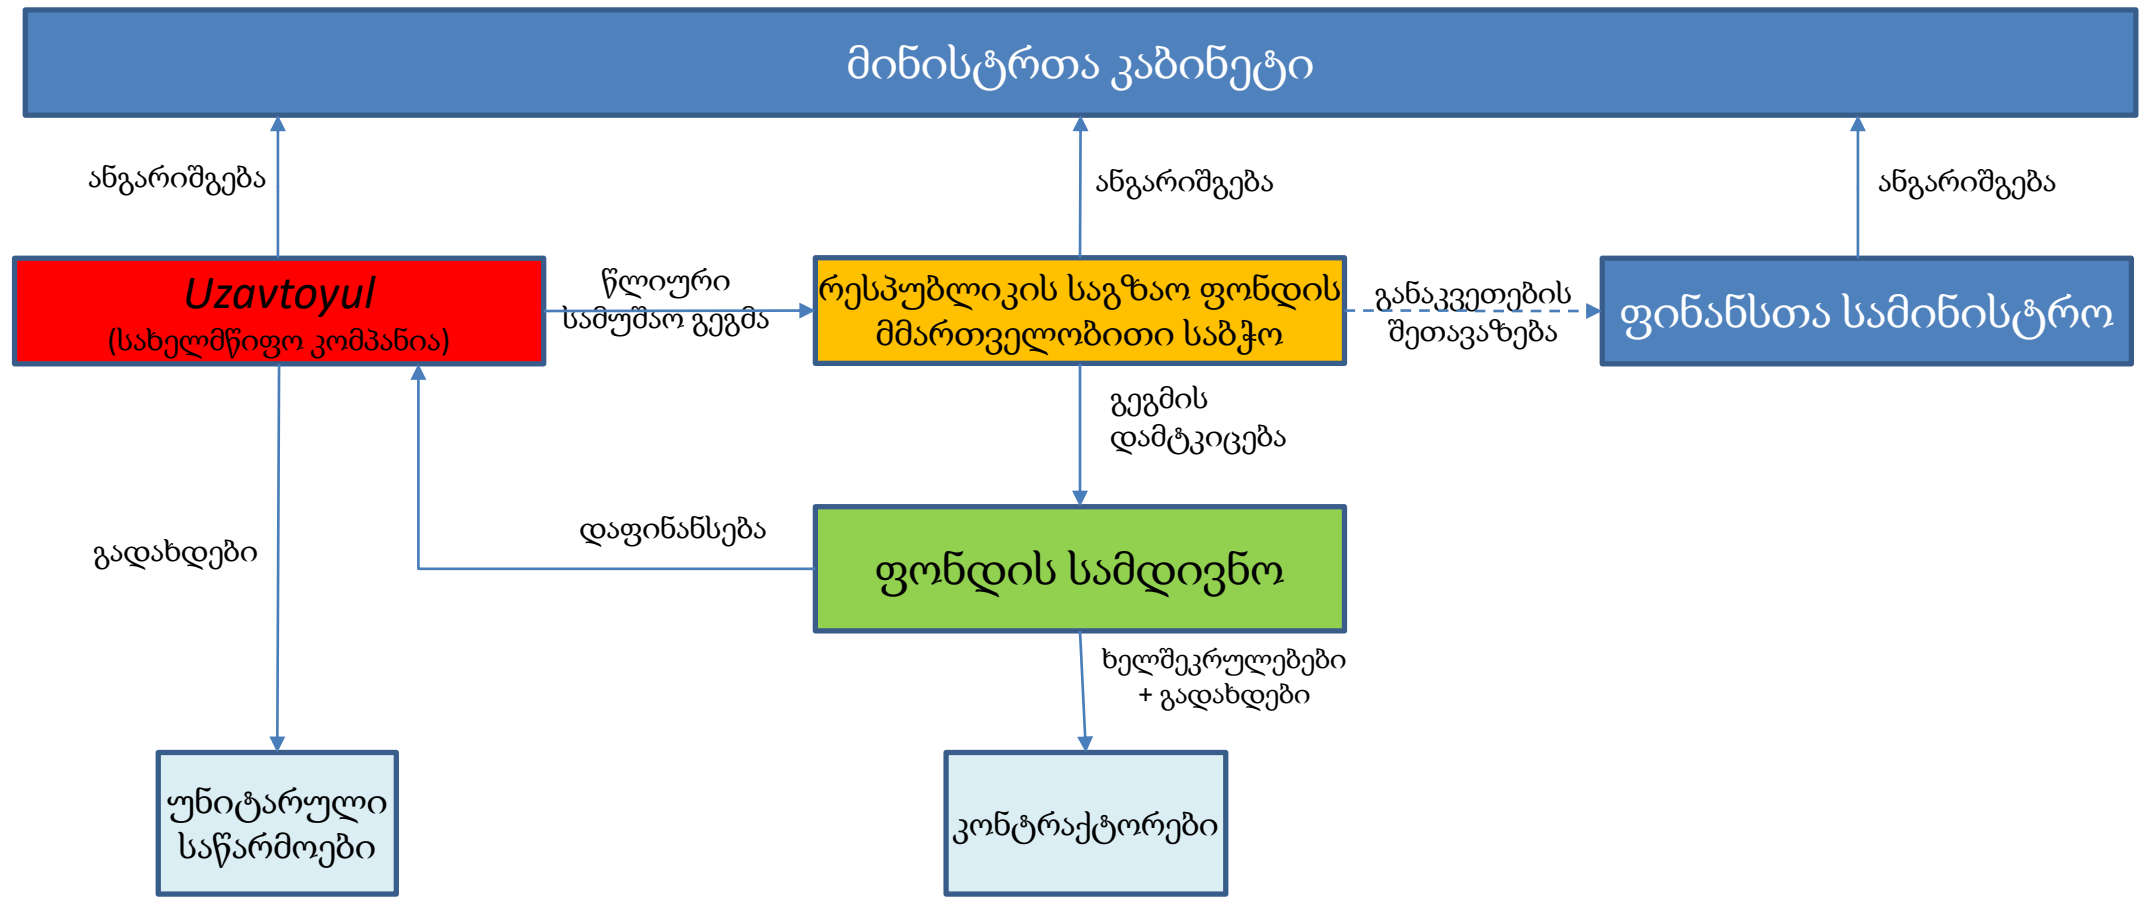 მინისტრთა კაბინეტი
ანგარიშგება
ანგარიშგება
ანგარიშგება
Uzavtoyul
(სახელმწიფო კომპანია)
წლიური
სამუშაო გეგმა
რესპუბლიკის საგზაო ფონდის
მმართველობითი საბჭო
განაკვეთების
შეთავაზება
ფინანსთა სამინისტრო
გეგმის
დამტკიცება
გადახდები
დაფინანსება
ფონდის სამდივნო
ხელშეკრულებები
+ გადახდები
უნიტარული
საწარმოები
კონტრაქტორები